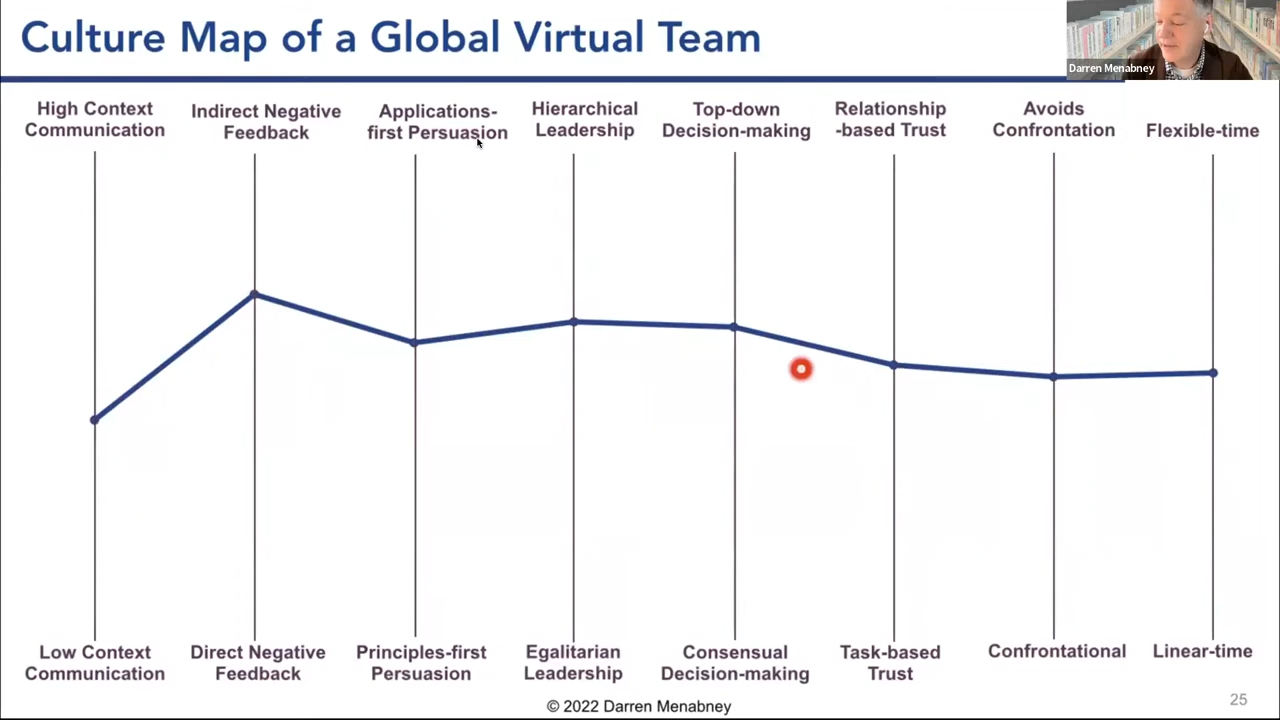 Culture Map of a Global Virtual Team
Darren Menabney
High Context
Communication
Indirect Negative
Feedback
Applications-
first Persuasion
Hierarchical
Leadership
Top-down
Decision-making
Relationship
-based Trust
Avoids
Confrontation
Flexible-time
Low Context
Communication
Direct Negative
Feedback
Principles-first
Persuasion
Egalitarian
Leadership
Consensual
Decision-making
Task-based
Trust
Confrontational
Linear-time
© 2022 Darren Menabney
25